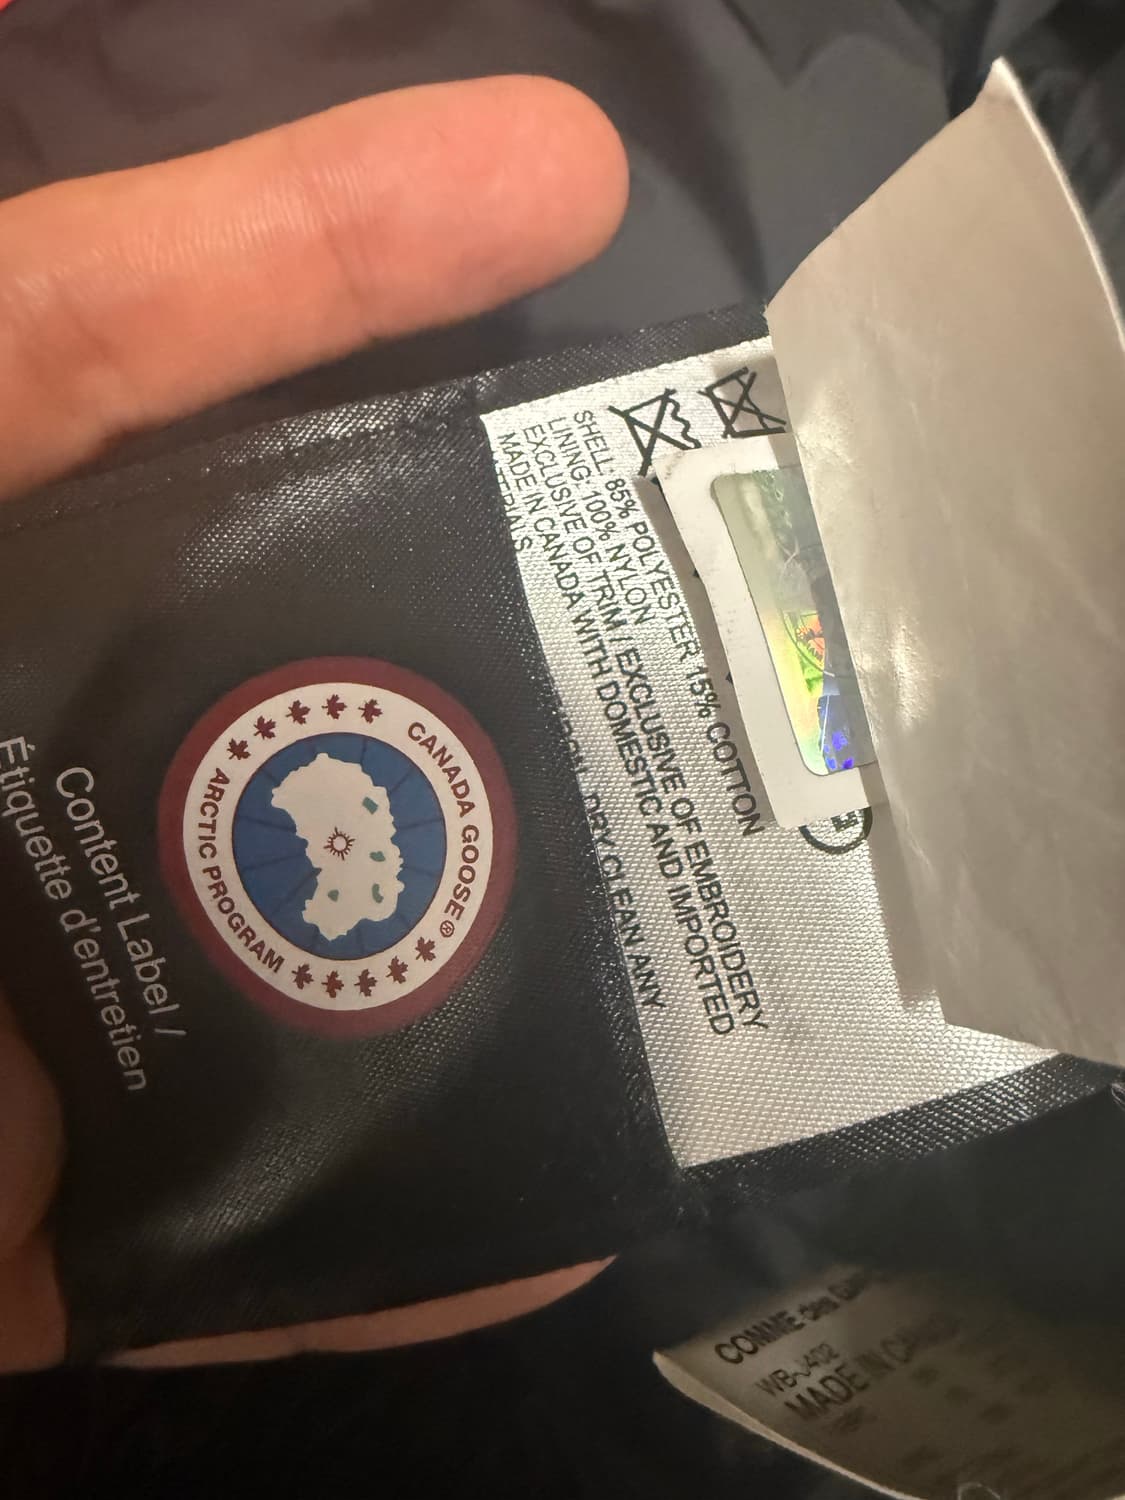 CANADA GOOSE®
ARCTIC PROGRAM
Content Label /
Étiquette d'entretien
SHELL: 85% POLYESTER 15% COTTON
LINING: 100% NYLON
EXCLUSIVE OF TRIM / EXCLUSIVE OF EMBROIDERY
MADE IN CANADA WITH DOMESTIC AND IMPORTED
DRY CLEAN ANY
COMME des
MADE IN